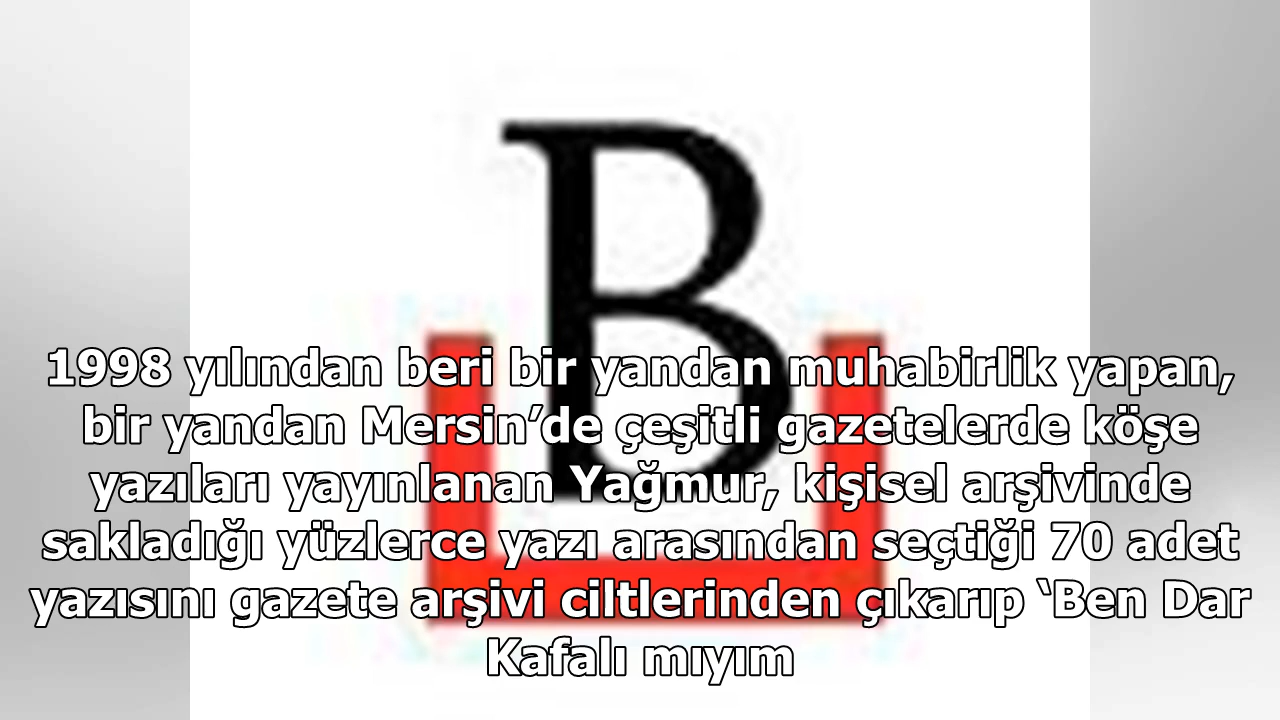 B
1998 yılından beri bir yandan muhabirlik yapan,
bir yandan Mersin’de çeşitli gazetelerde köşe
yazıları yayınlanan Yağmur, kişisel arşivinde
sakladığı yüzlerce yazı arasından seçtiği 70 adet
yazısını gazete arşivi ciltlerinden çıkarıp ‘Ben Dar
Kafalı mıyım